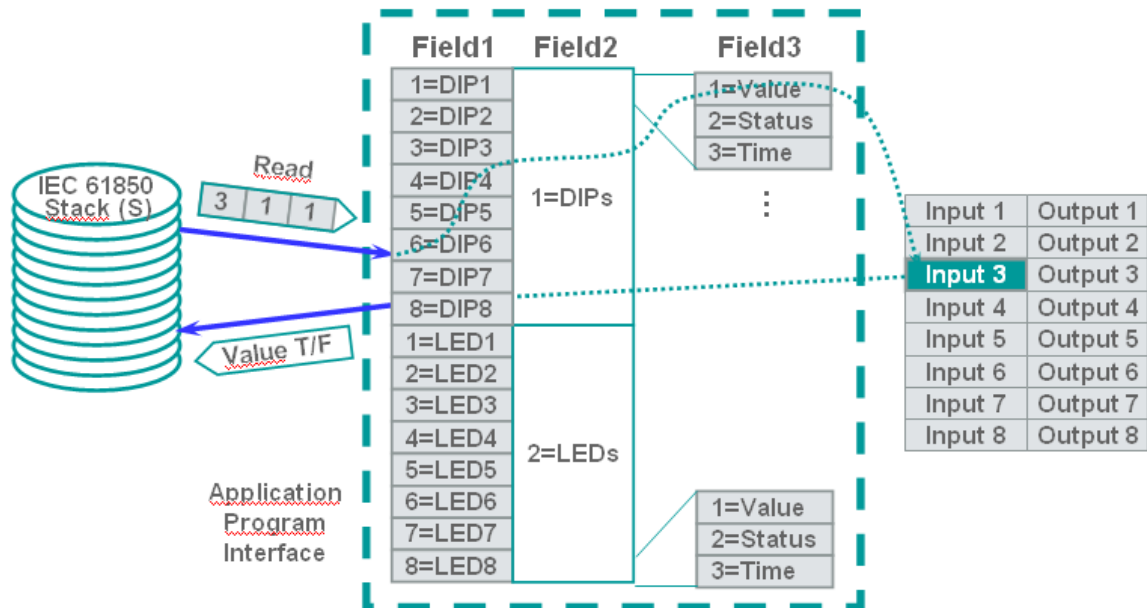 Field1 Field2 Field3
1=DIP1
2=DIP2
3=DIP3
4=DIP4
5=DIP5
6=DIP6
7=DIP7
8=DIP8
1=LED1
2=LED2
3=LED3
4=LED4
5=LED5
6=LED6
7=LED7
8=LED8
1=DIPs
2=LEDs
1=Value
2=Status
3=Time
⋮
1=Value
2=Status
3=Time
IEC 61850
Stack (S)
Read
3 1 1
Value T/F
Application
Program
Interface
Input 1 Output 1
Input 2 Output 2
Input 3 Output 3
Input 4 Output 4
Input 5 Output 5
Input 6 Output 6
Input 7 Output 7
Input 8 Output 8